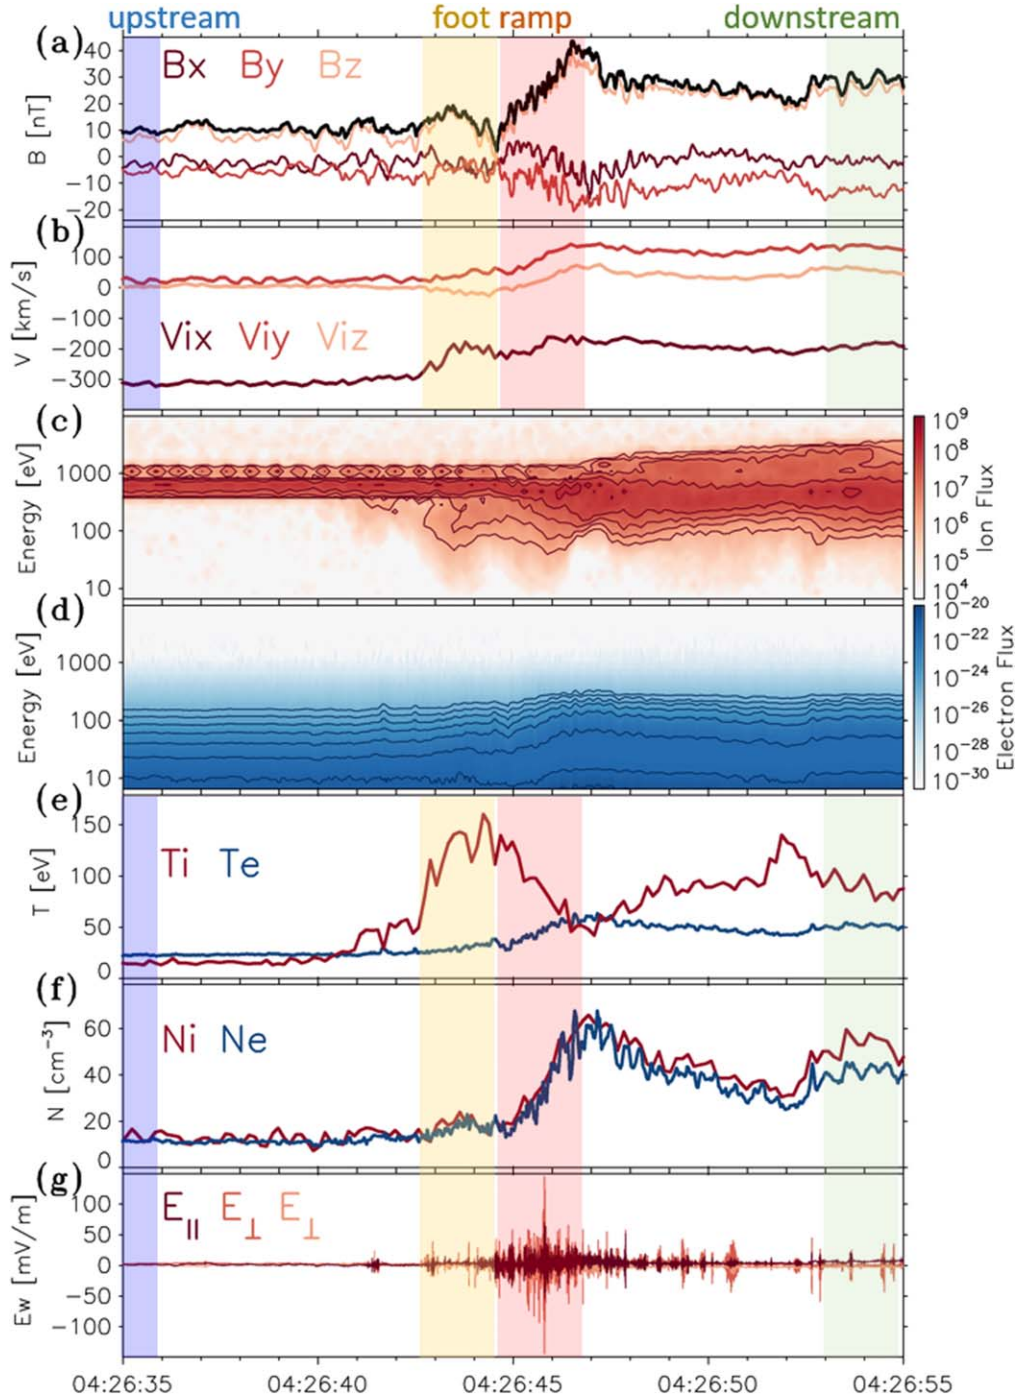 upstream foot ramp downstream
(a)
Bx By Bz
B [nT]
40
30
20
10
0
−10
−20
(b)
Vix Viy Viz
V [km/s]
100
0
−100
−200
−300
(c)
Energy [eV]
1000
100
10
10⁹
10⁸
10⁷
10⁶
10⁵
10⁴
Ion Flux
(d)
Energy [eV]
1000
100
10
10⁻²⁰
10⁻²²
10⁻²⁴
10⁻²⁶
10⁻²⁸
10⁻³⁰
Electron Flux
(e)
Ti Te
T [eV]
150
100
50
0
(f)
Ni Ne
N [cm⁻³]
60
40
20
0
(g)
E|| E⊥ E⊥
Ew [mV/m]
100
50
0
−50
−100
04:26:35 04:26:40 04:26:45 04:26:50 04:26:55